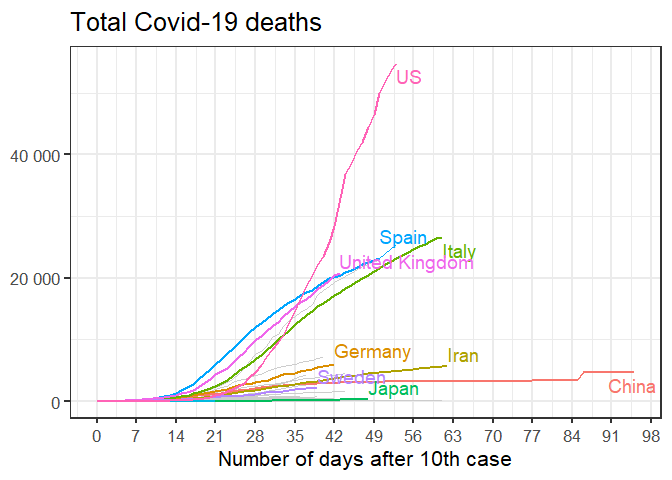 Total Covid-19 deaths
US
40 000
Spain
Italy
United Kingdom
20 000
Germany
Iran
Sweden
Japan
China
0
0 7 14 21 28 35 42 49 56 63 70 77 84 91 98
Number of days after 10th case